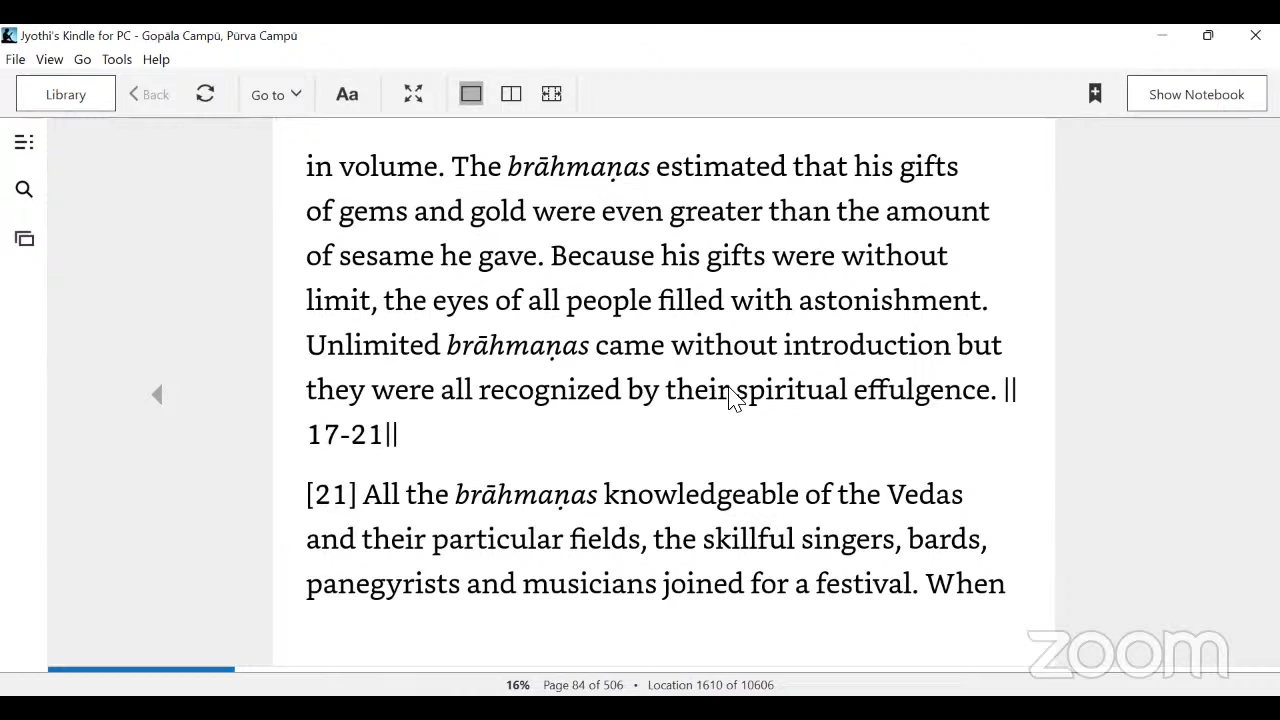 Jyothi's Kindle for PC - Gopāla Campū, Pūrva Campū
File View Go Tools Help
Library Back Go to Aa Show Notebook
in volume. The brāhmaṇas estimated that his gifts
of gems and gold were even greater than the amount
of sesame he gave. Because his gifts were without
limit, the eyes of all people filled with astonishment.
Unlimited brāhmaṇas came without introduction but
they were all recognized by their spiritual effulgence. ||
17-21||
[21] All the brāhmaṇas knowledgeable of the Vedas
and their particular fields, the skillful singers, bards,
panegyrists and musicians joined for a festival. When
zoom
16% Page 84 of 506 • Location 1610 of 10606